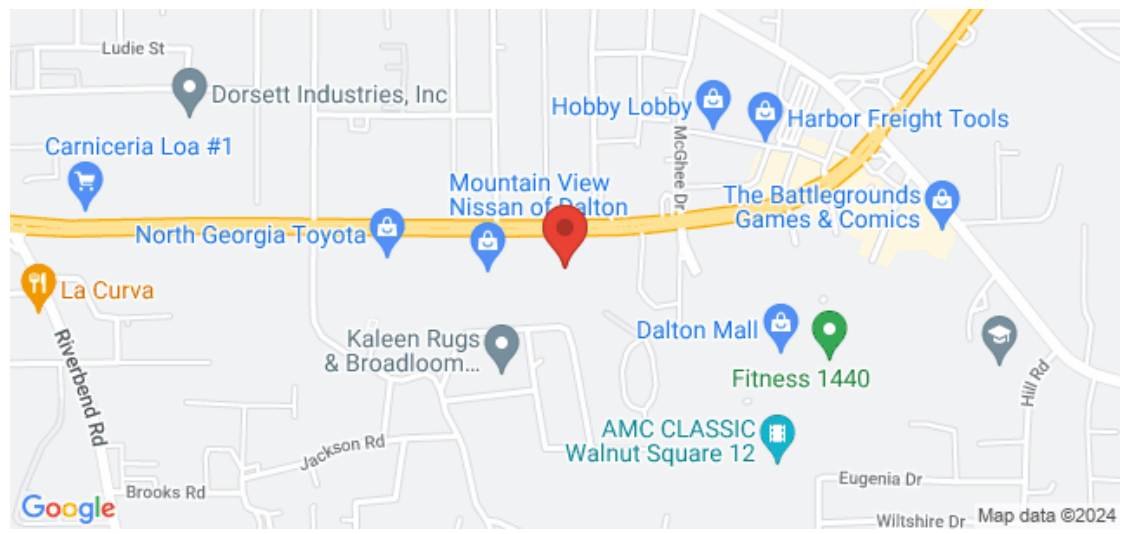 Ludie St
Dorsett Industries, Inc
Hobby Lobby
Harbor Freight Tools
Carniceria Loa #1
McGhee Dr
Mountain View
Nissan of Dalton
The Battlegrounds
Games & Comics
North Georgia Toyota
La Curva
Kaleen Rugs
& Broadloom...
Dalton Mall
Fitness 1440
Riverbend Rd
Hill Rd
AMC CLASSIC
Walnut Square 12
Jackson Rd
Eugenia Dr
Brooks Rd
Google
Wiltshire Dr
Map data ©2024